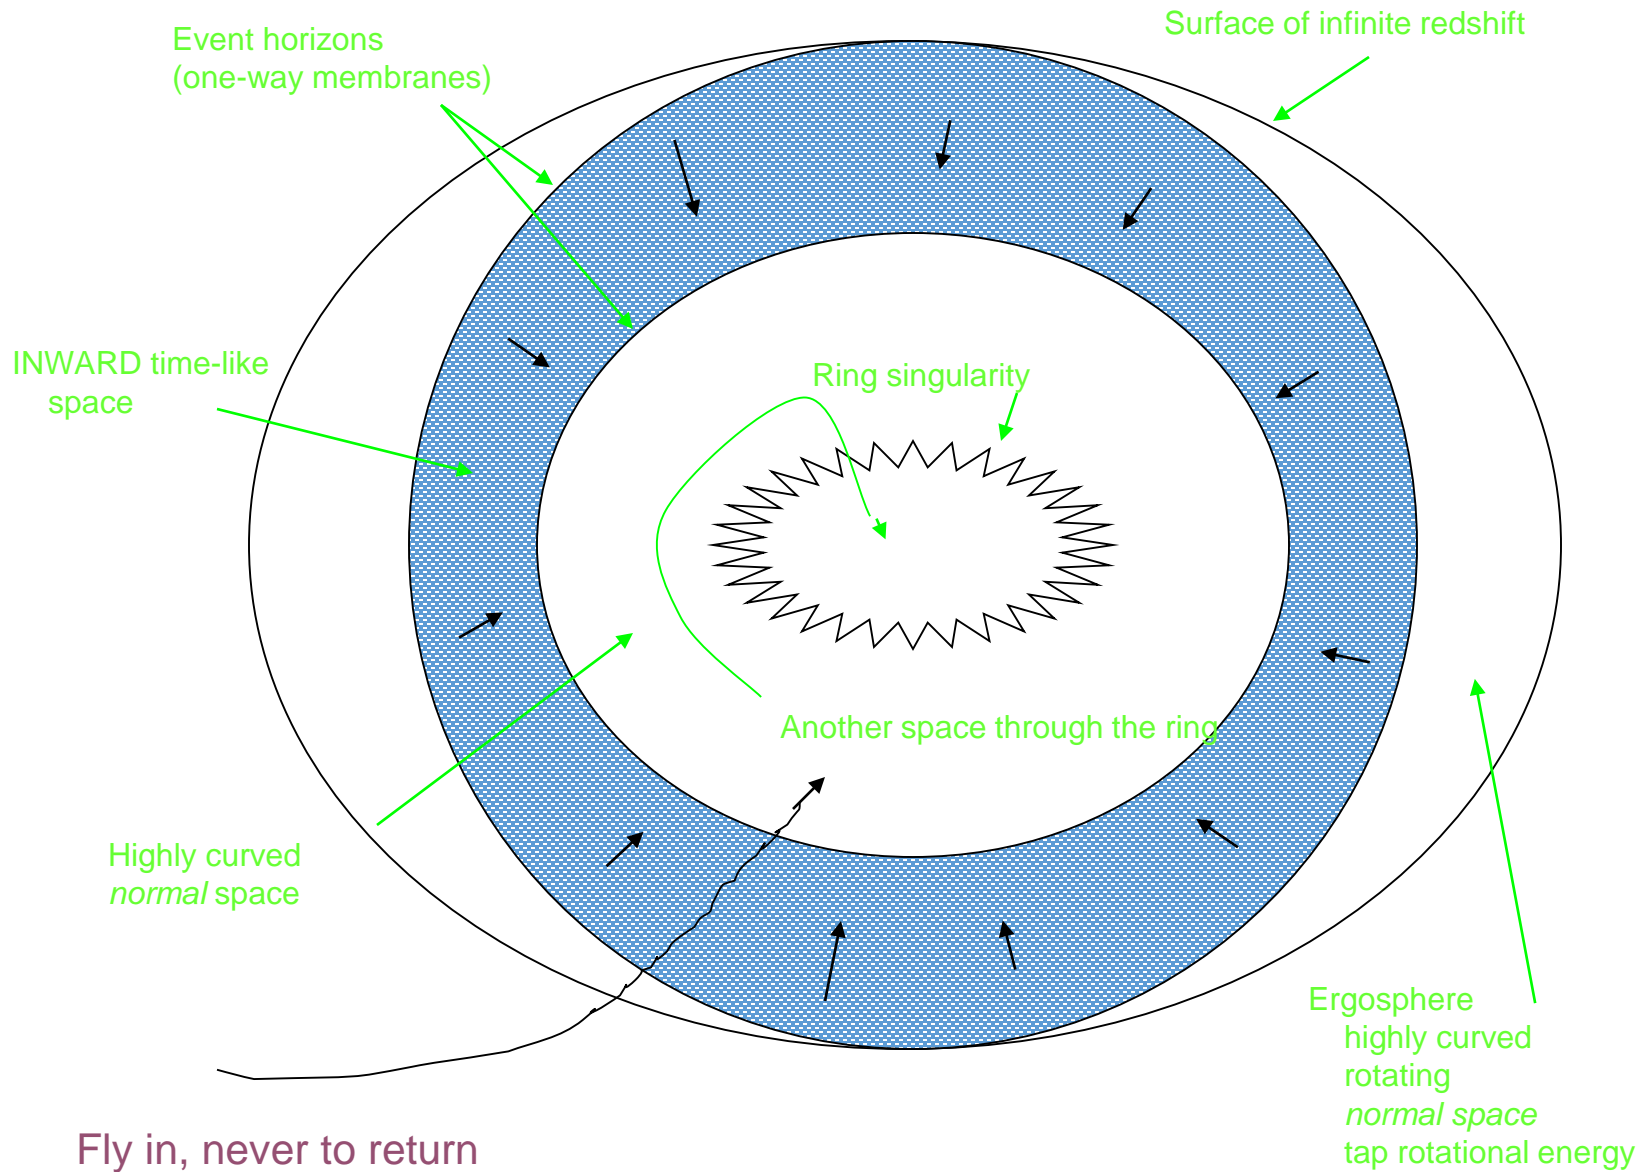 Surface of infinite redshift
Event horizons
(one-way membranes)
INWARD time-like
space
Ring singularity
Another space through the ring
Highly curved
normal space
Ergosphere
highly curved
rotating
normal space
tap rotational energy
Fly in, never to return